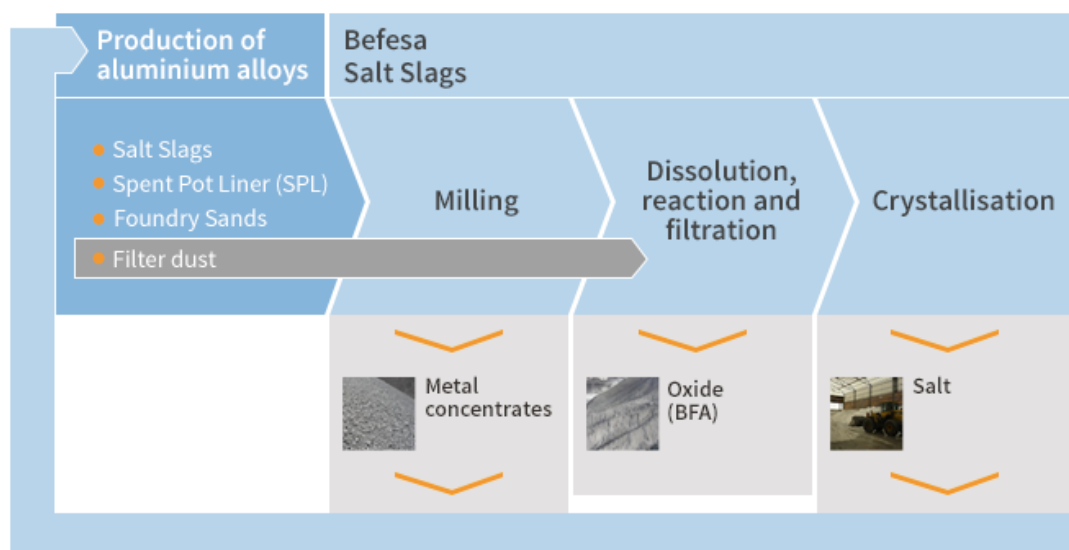 Production of
aluminium alloys
Befesa
Salt Slags
Salt Slags
Spent Pot Liner (SPL)
Foundry Sands
Filter dust
Milling
Dissolution,
reaction and
filtration
Crystallisation
Metal
concentrates
Oxide
(BFA)
Salt